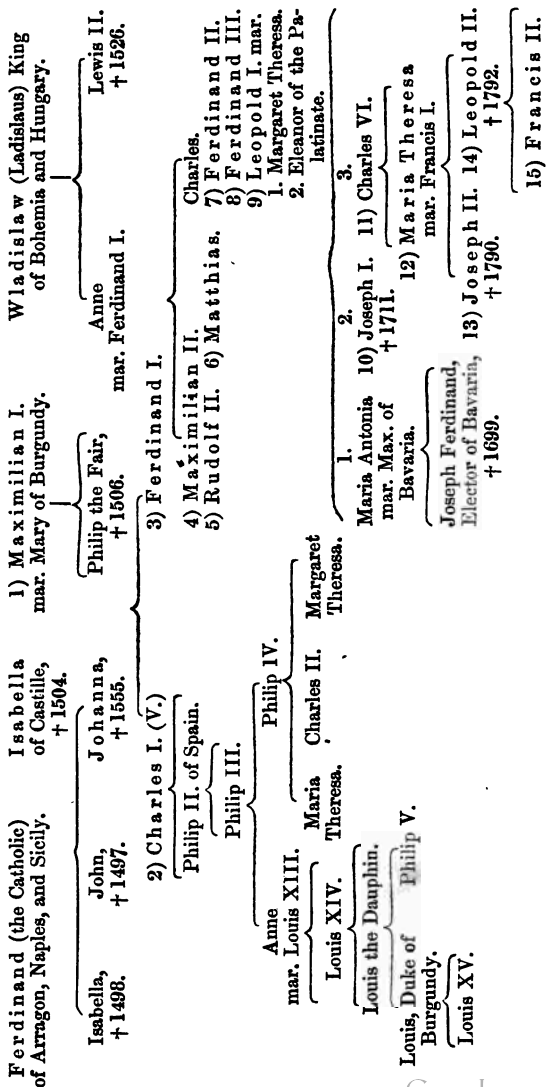 Ferdinand (the Catholic)
of Arragon, Naples, and Sicily.
Isabella
of Castille,
† 1504.
1) Maximilian I.
mar. Mary of Burgundy.
Wladislaw (Ladislaus) King
of Bohemia and Hungary.
Isabella,
† 1498.
John,
† 1497.
Johanna,
† 1555.
Philip the Fair,
† 1506.
Anne
mar. Ferdinand I.
Lewis II.
† 1526.
2) Charles I. (V.)
3) Ferdinand I.
Philip II. of Spain.
4) Maximilian II.
Charles.
5) Rudolf II. 6) Matthias.
7) Ferdinand II.
8) Ferdinand III.
9) Leopold I. mar.
1. Margaret Theresa.
2. Eleanor of the Pa-
latinate.
Philip III.
Anne
mar. Louis XIII.
Philip IV.
Louis XIV.
Maria
Theresa.
Charles II.
Margaret
Theresa.
1.
Maria Antonia
mar. Max. of
Bavaria.
2.
10) Joseph I.
† 1711.
3.
11) Charles VI.
Louis the Dauphin.
12) Maria Theresa
mar. Francis I.
Louis, Duke of
Burgundy.
Philip V.
Joseph Ferdinand,
Elector of Bavaria,
† 1699.
13) Joseph II.
† 1790.
14) Leopold II.
† 1792.
Louis XV.
15) Francis II.